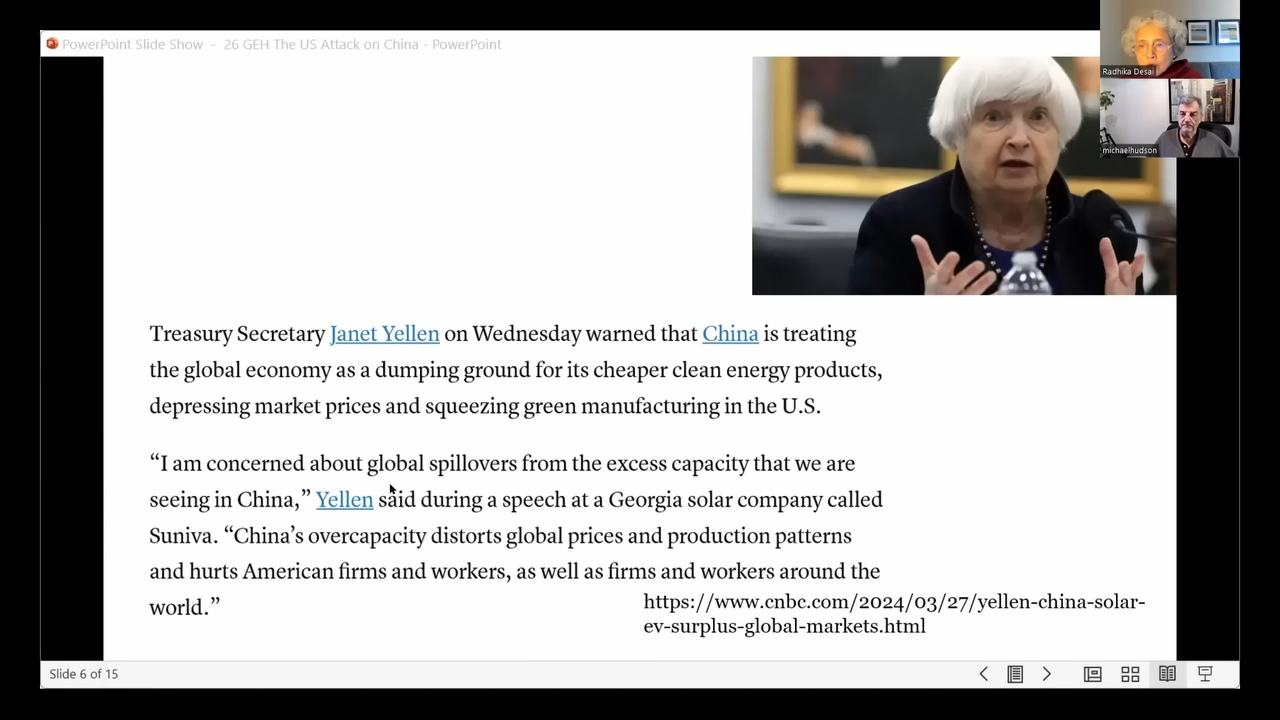 PowerPoint Slide Show - 26 GEH The US Attack on China - PowerPoint
Radhika Desai
michaelhudson
Treasury Secretary Janet Yellen on Wednesday warned that China is treating
the global economy as a dumping ground for its cheaper clean energy products,
depressing market prices and squeezing green manufacturing in the U.S.
“I am concerned about global spillovers from the excess capacity that we are
seeing in China,” Yellen said during a speech at a Georgia solar company called
Suniva. “China’s overcapacity distorts global prices and production patterns
and hurts American firms and workers, as well as firms and workers around the
world.”
https://www.cnbc.com/2024/03/27/yellen-china-solar-
ev-surplus-global-markets.html
Slide 6 of 15